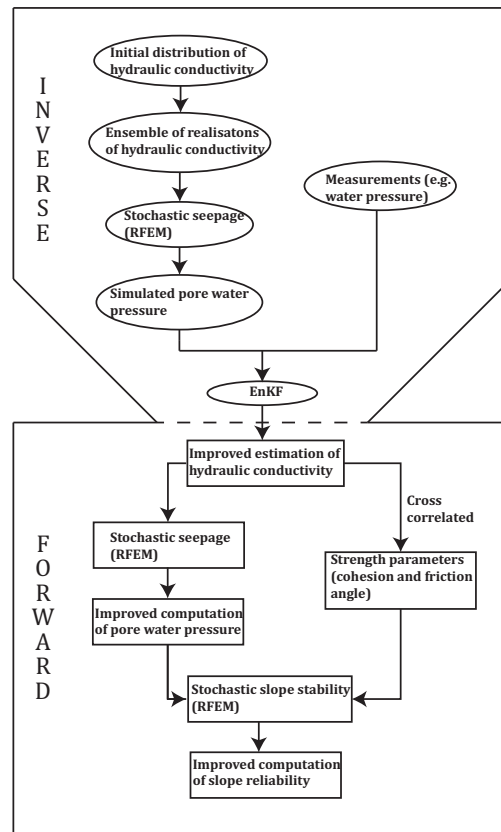 INVERSE
Initial distribution of
hydraulic conductivity
Ensemble of realisatons
of hydraulic conductivity
Stochastic seepage
(RFEM)
Simulated pore water
pressure
Measurements (e.g.
water pressure)
EnKF
FORWARD
Improved estimation of
hydraulic conductivity
Cross
correlated
Stochastic seepage
(RFEM)
Strength parameters
(cohesion and friction
angle)
Improved computation
of pore water pressure
Stochastic slope stability
(RFEM)
Improved computation
of slope reliability